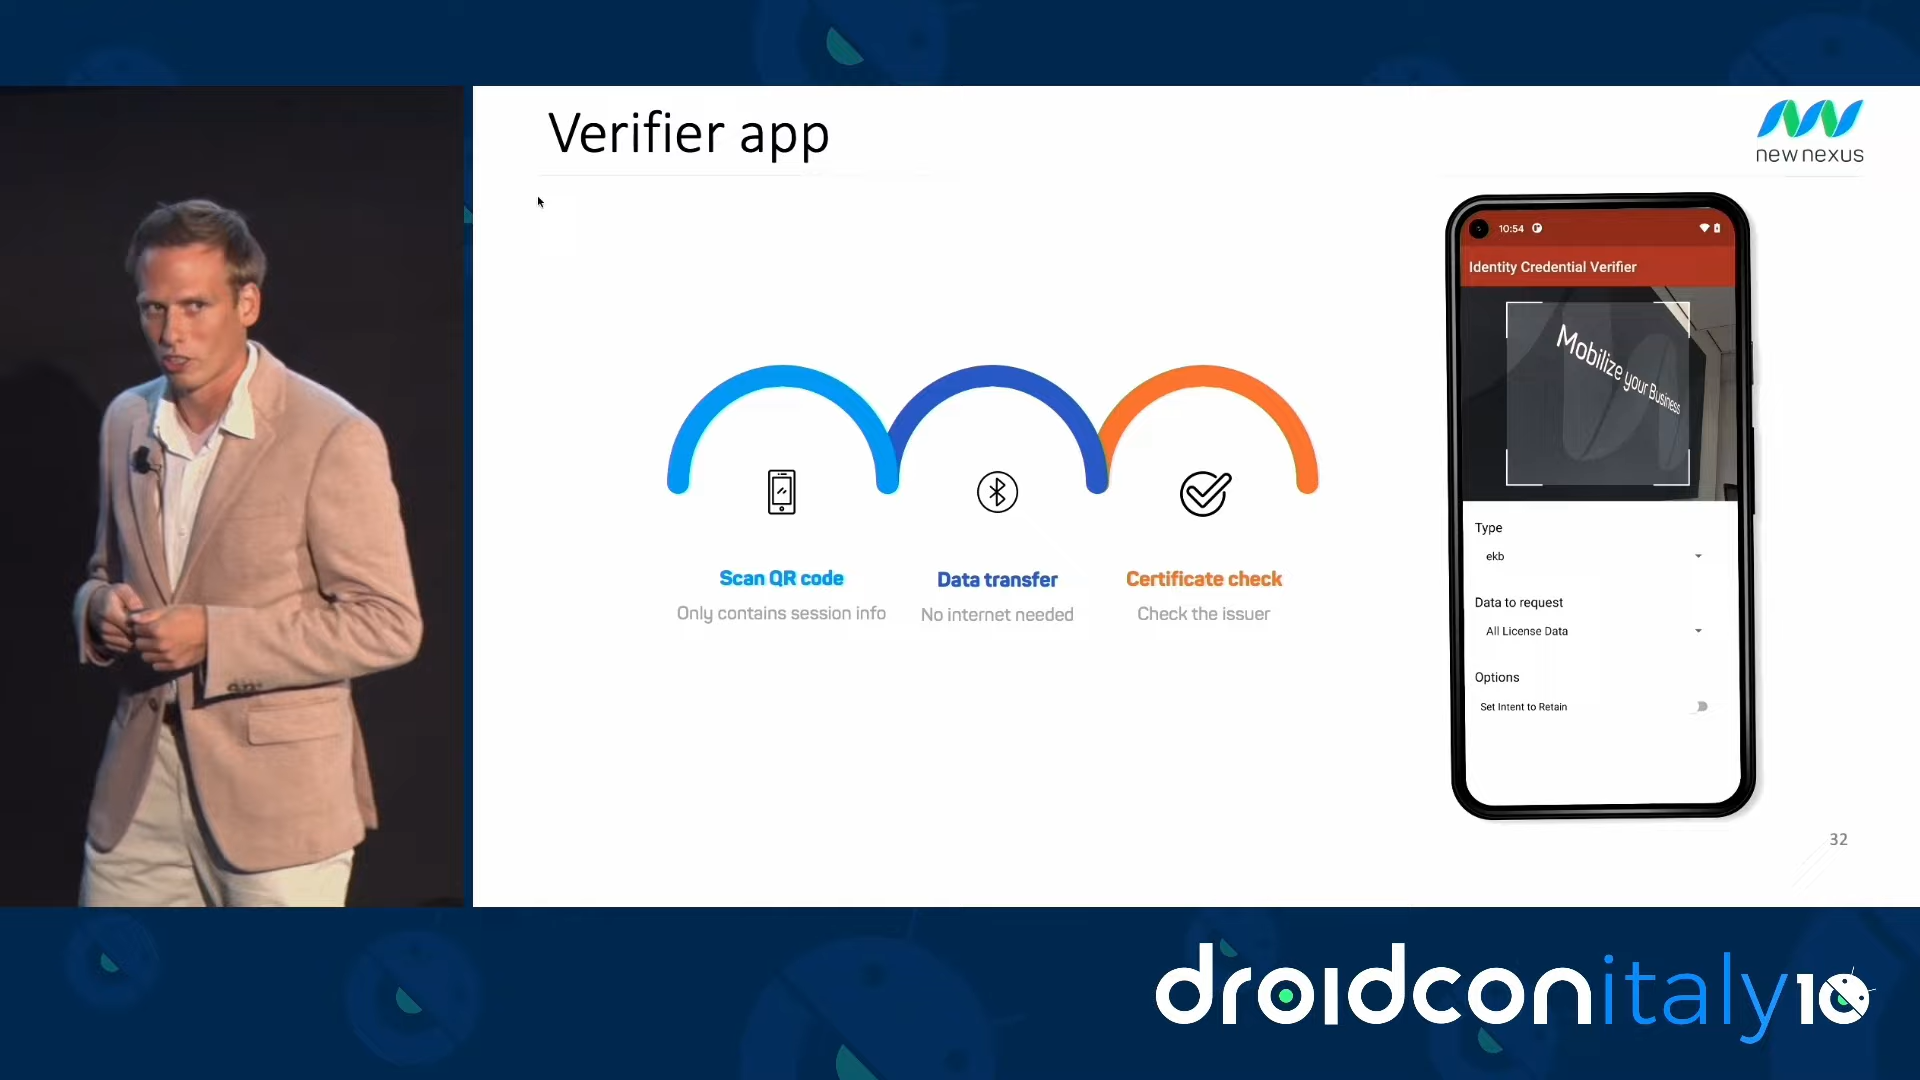 Verifier app
new nexus
Scan QR code
Only contains session info
Data transfer
No internet needed
Certificate check
Check the issuer
10:54
Identity Credential Verifier
Mobilize your Business
Type
ekb
Data to request
All License Data
Options
Set Intent to Retain
32
droidconitaly10